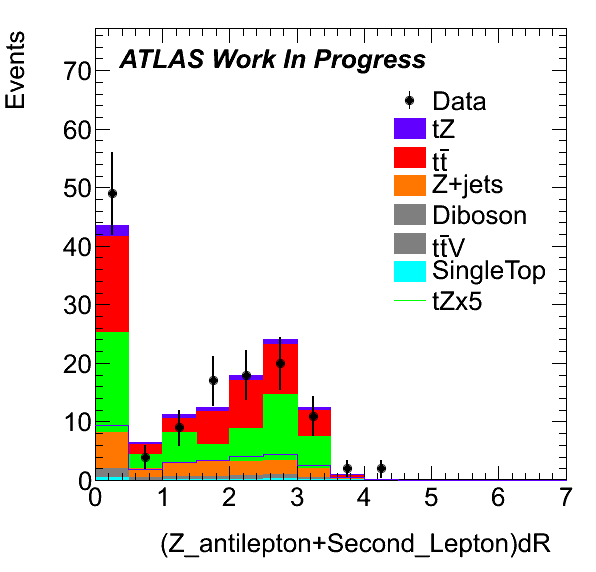 ATLAS Work In Progress
Events
70
60
50
40
30
20
10
0
Data
tZ
tt̄
Z+jets
Diboson
tt̄V
SingleTop
tZx5
0 1 2 3 4 5 6 7
(Z_antilepton+Second_Lepton)dR